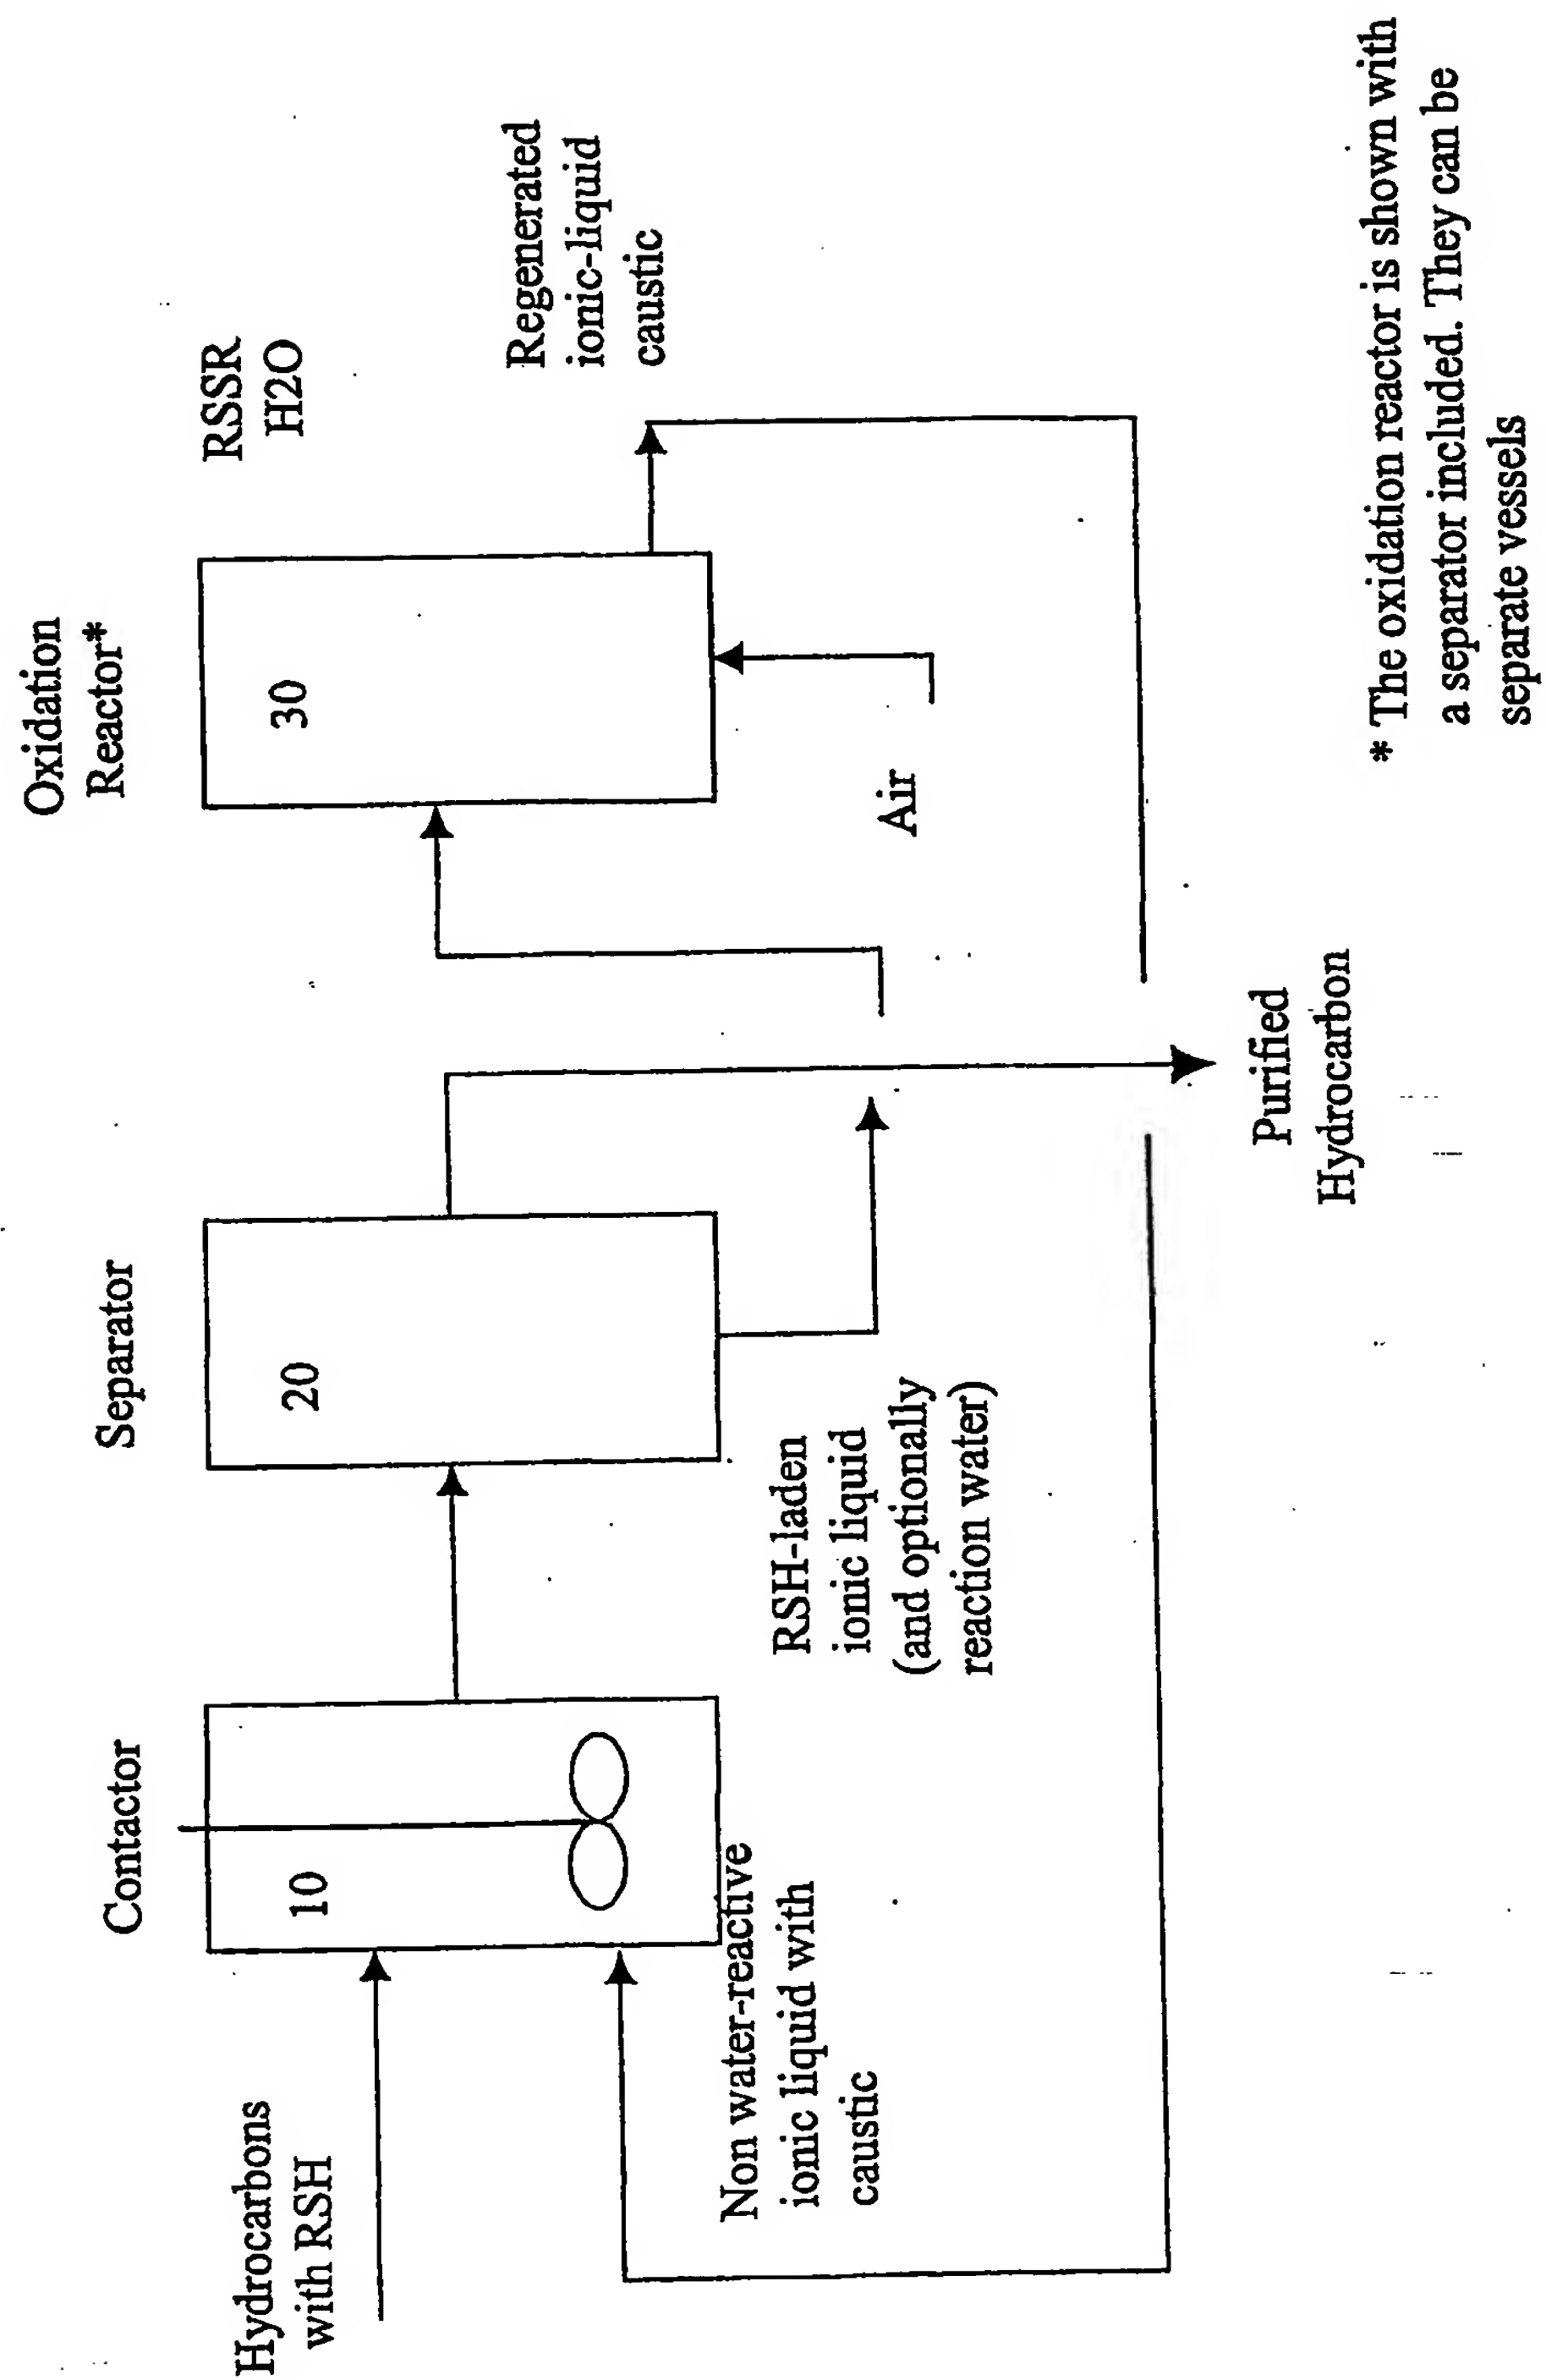 Hydrocarbons
with RSH
Contactor
10
Non water-reactive
ionic liquid with
caustic
Separator
20
RSH-laden
ionic liquid
(and optionally
reaction water)
Purified
Hydrocarbon
Oxidation
Reactor*
30
Air
RSSR
H2O
Regenerated
ionic-liquid
caustic
* The oxidation reactor is shown with
a separator included. They can be
separate vessels